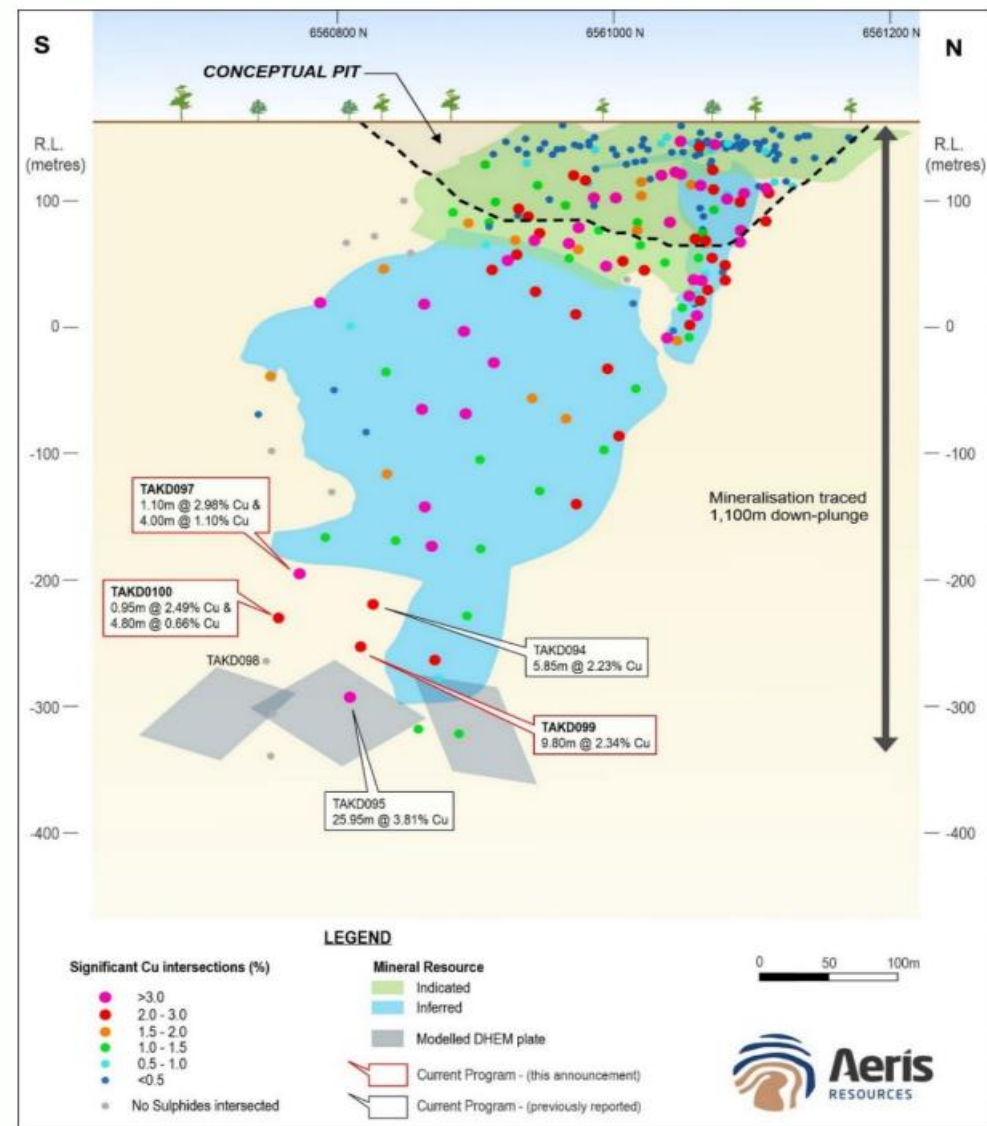 S
6560800 N
6561000 N
6561200 N
N
CONCEPTUAL PIT
R.L.
(metres)
R.L.
(metres)
100
100
0
0
-100
-100
-200
-200
-300
-300
-400
-400
Mineralisation traced
1,100m down-plunge
TAKD097
1.10m @ 2.98% Cu &
4.00m @ 1.10% Cu
TAKD0100
0.95m @ 2.49% Cu &
4.80m @ 0.66% Cu
TAKD098
TAKD094
5.85m @ 2.23% Cu
TAKD099
9.80m @ 2.34% Cu
TAKD095
25.95m @ 3.81% Cu
LEGEND
Significant Cu intersections (%)
>3.0
2.0 - 3.0
1.5 - 2.0
1.0 - 1.5
0.5 - 1.0
<0.5
No Sulphides intersected
Mineral Resource
Indicated
Inferred
Modelled DHEM plate
Current Program - (this announcement)
Current Program - (previously reported)
0 50 100m
Aeris
RESOURCES